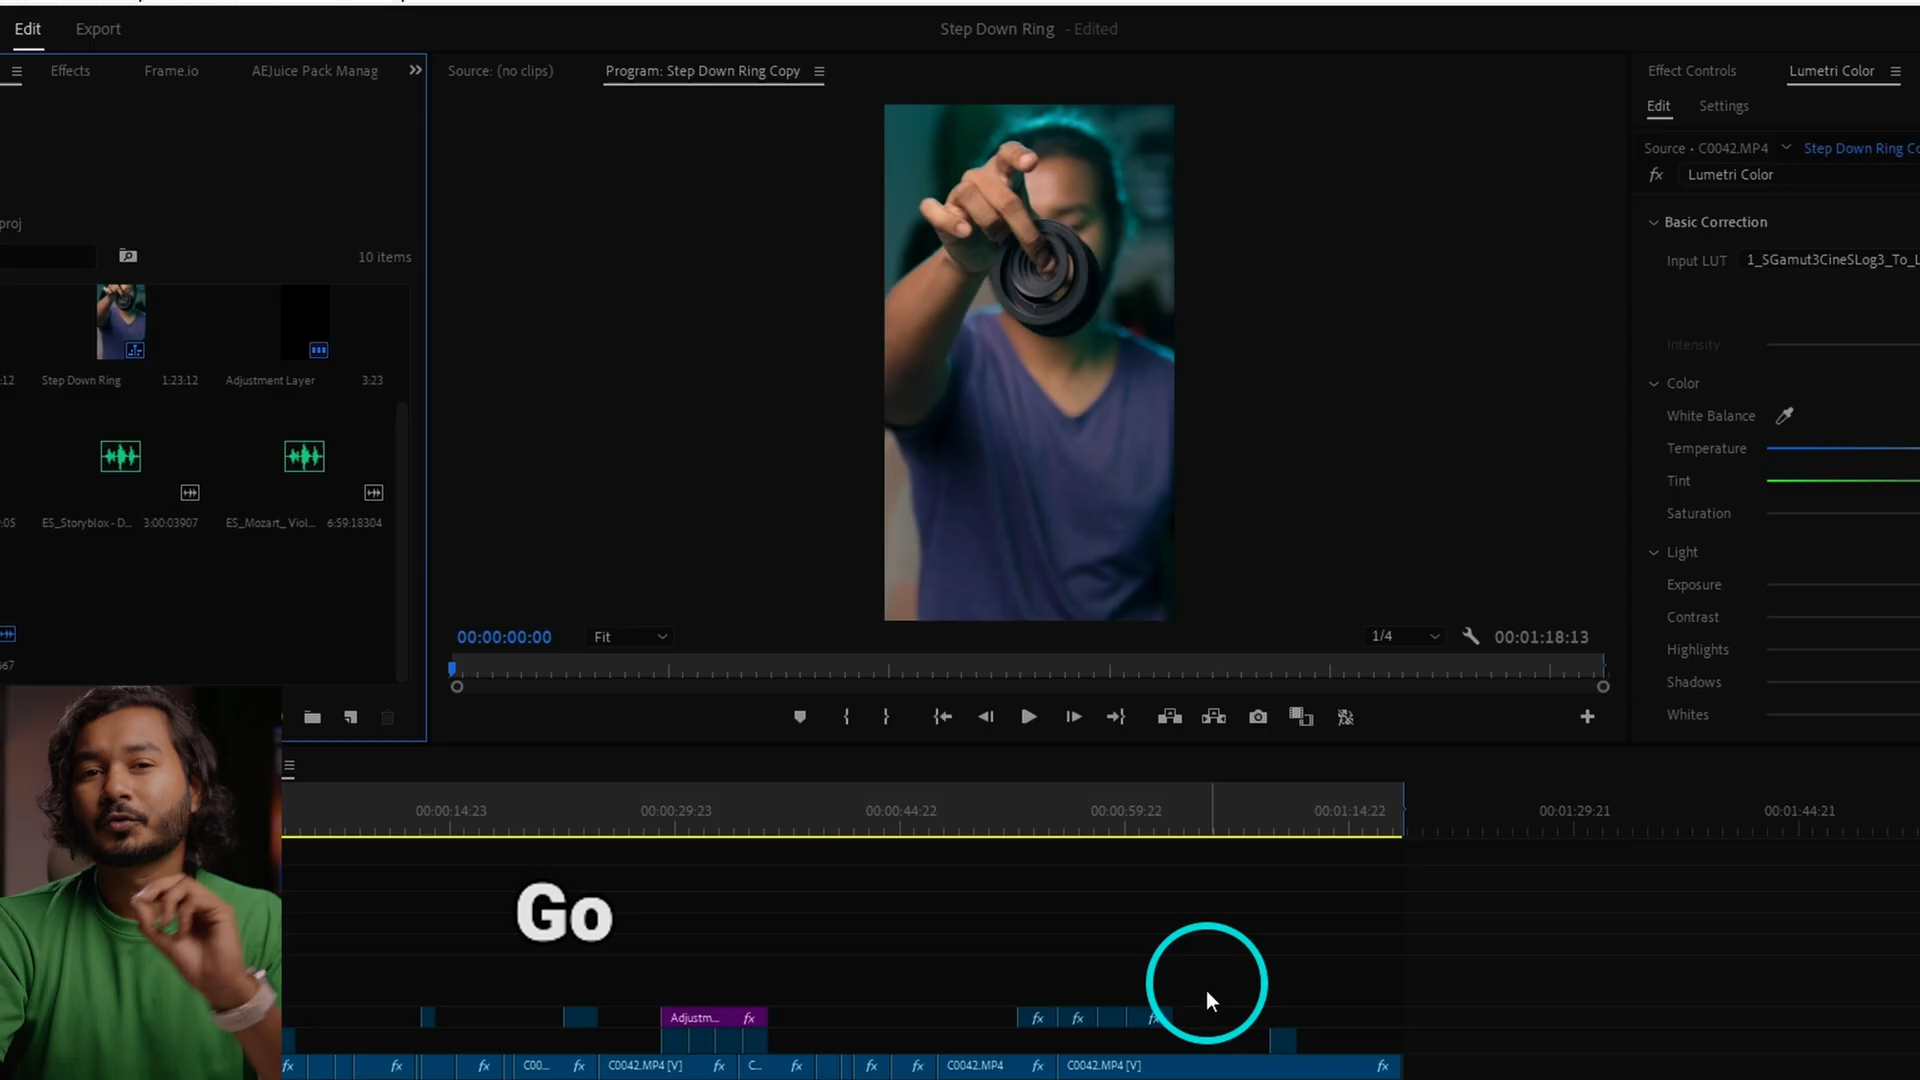 Edit Export Step Down Ring - Edited
Effects Frame.io AEJuice Pack Manag
Source: (no clips) Program: Step Down Ring Copy
Effect Controls Lumetri Color
Edit Settings
Source • C0042.MP4 Step Down Ring Co
fx Lumetri Color
proj
10 items
Basic Correction
Input LUT 1_SGamut3CineSLog3_To_L
Intensity
:12 Step Down Ring 1:23:12 Adjustment Layer 3:23
Color
White Balance
Temperature
Tint
Saturation
:05 ES_Storyblox - D... 3:00:03907 ES_Mozart_ Viol... 6:59:18304
Light
Exposure
Contrast
Highlights
Shadows
Whites
00:00:00:00 Fit 1/4 00:01:18:13
667
00:00:14:23 00:00:29:23 00:00:44:22 00:00:59:22 00:01:14:22 00:01:29:21 00:01:44:21
Go
Adjustm... fx fx fx fx
fx fx fx C00... fx C0042.MP4 [V] fx C... fx fx fx C0042.MP4 fx C0042.MP4 [V] fx